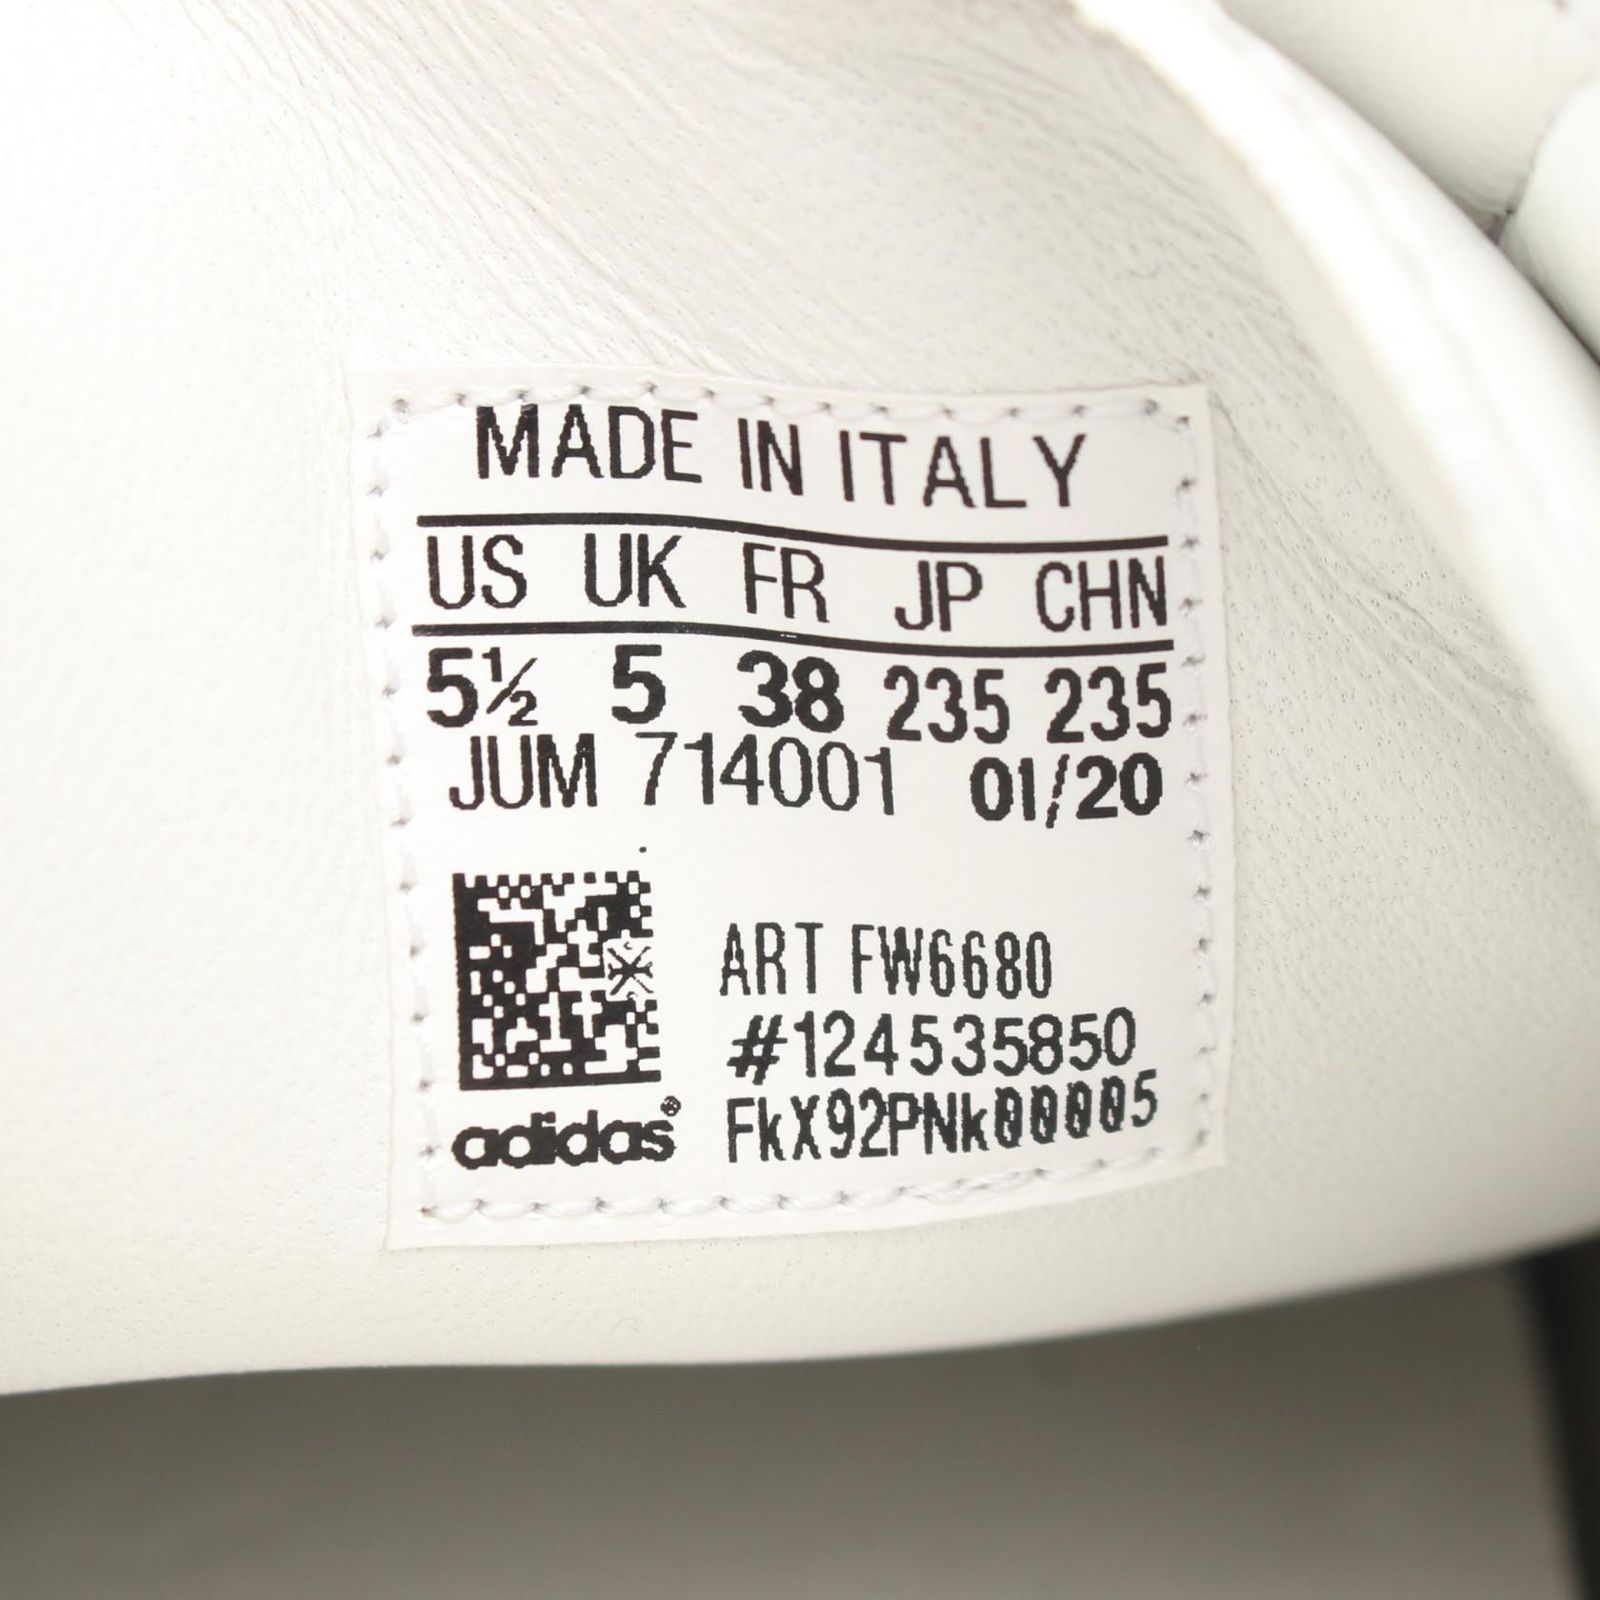 MADE IN ITALY
US UK FR JP CHN
5½ 5 38 235 235
JUM 714001 01/20
ART FW6680
#124535850
adidas® FkX92PNk000005